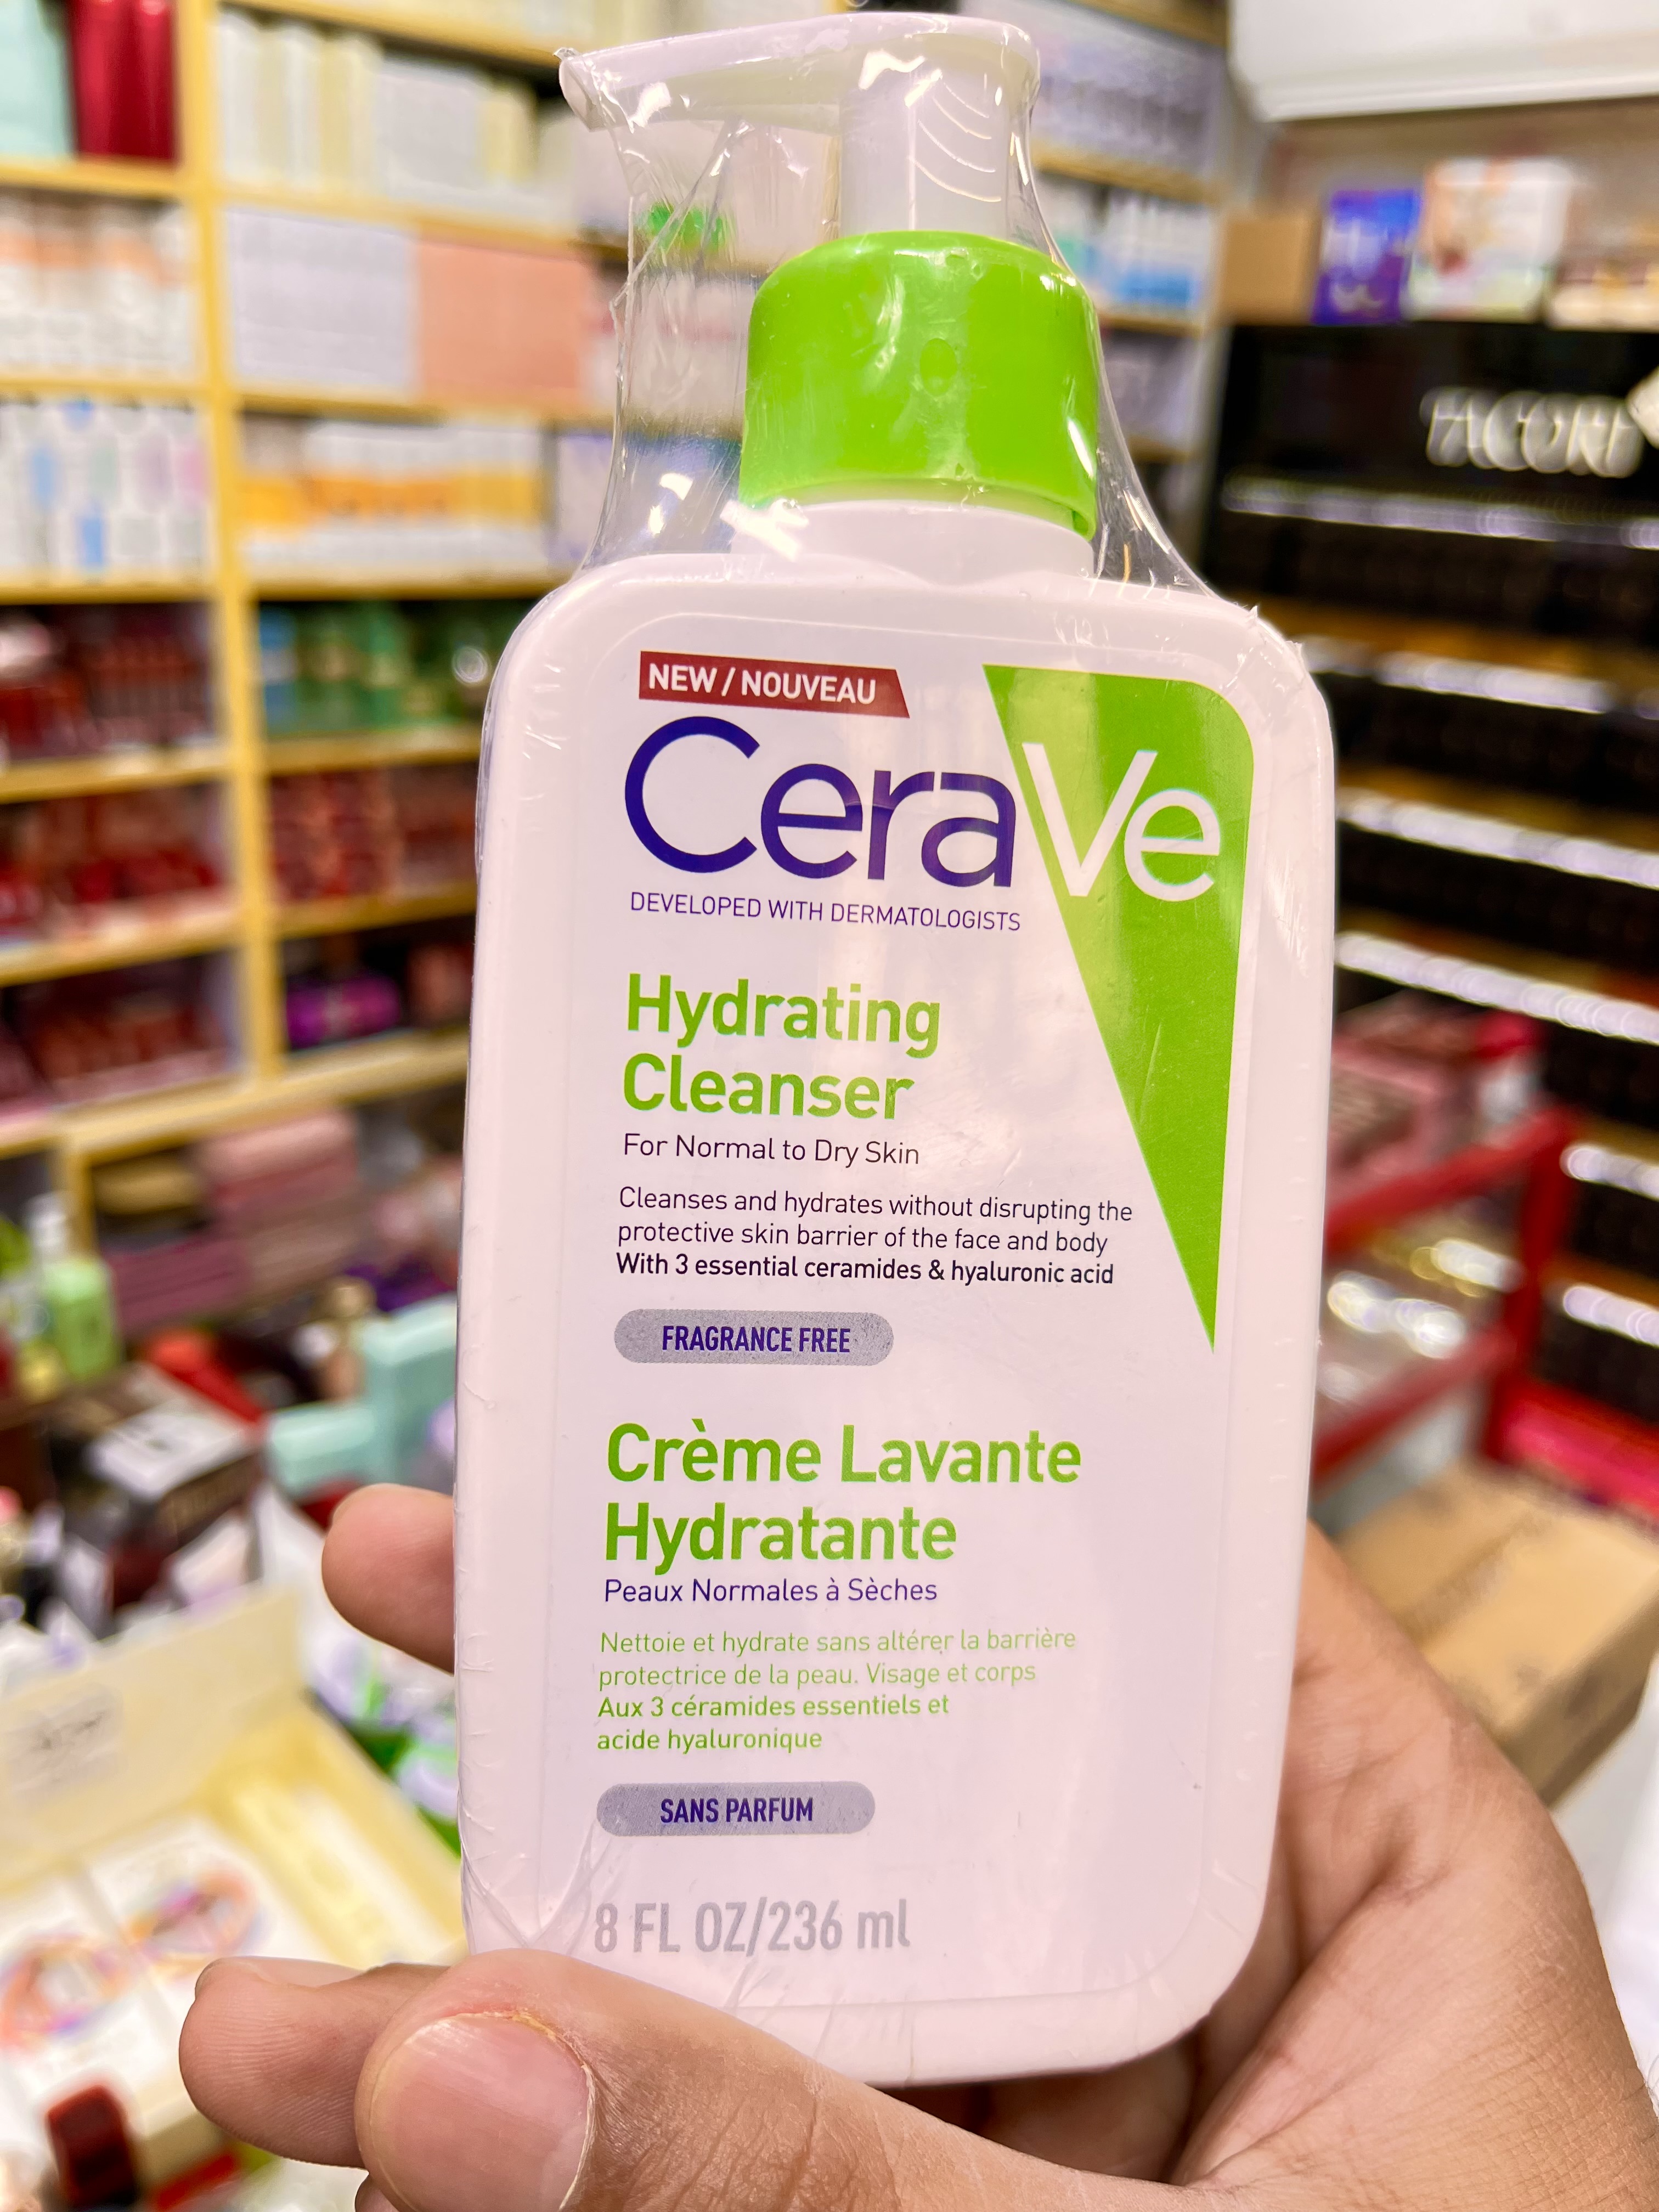 NEW / NOUVEAU
CeraVe
DEVELOPED WITH DERMATOLOGISTS
Hydrating
Cleanser
For Normal to Dry Skin
Cleanses and hydrates without disrupting the
protective skin barrier of the face and body
With 3 essential ceramides & hyaluronic acid
FRAGRANCE FREE
Crème Lavante
Hydratante
Peaux Normales à Sèches
Nettoie et hydrate sans altérer la barrière
protectrice de la peau. Visage et corps
Aux 3 céramides essentiels et
acide hyaluronique
SANS PARFUM
8 FL OZ/236 ml